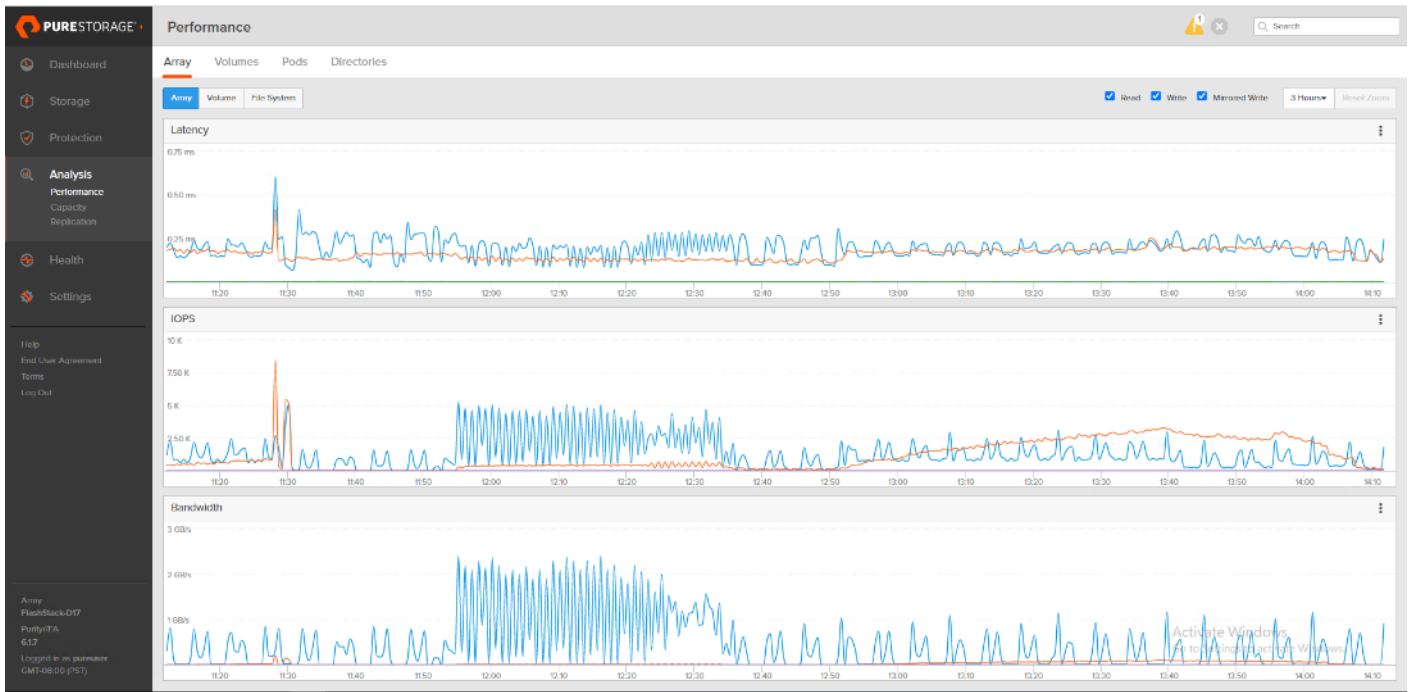 PURESTORAGE®
Performance
1
Search
Dashboard
Storage
Protection
Analysis
Performance
Capacity
Replication
Health
Settings
Help
End User Agreement
Terms
Log Out
Array
FlashStack-D17
Purity//FA
6.1.7
Logged in as pureuser
GMT-08:00 (PST)
Array Volumes Pods Directories
Array Volume File System
Read Write Mirrored Write 3 Hours Reset Zoom
Latency
0.75 ms
0.50 ms
0.25 ms
11:20 11:30 11:40 11:50 12:00 12:10 12:20 12:30 12:40 12:50 13:00 13:10 13:20 13:30 13:40 13:50 14:00 14:10
IOPS
10 K
7.50 K
5 K
2.50 K
11:20 11:30 11:40 11:50 12:00 12:10 12:20 12:30 12:40 12:50 13:00 13:10 13:20 13:30 13:40 13:50 14:00 14:10
Bandwidth
3 GB/s
2 GB/s
1 GB/s
Activate Windows
Go to Settings to activate Windows.
11:20 11:30 11:40 11:50 12:00 12:10 12:20 12:30 12:40 12:50 13:00 13:10 13:20 13:30 13:40 13:50 14:00 14:10